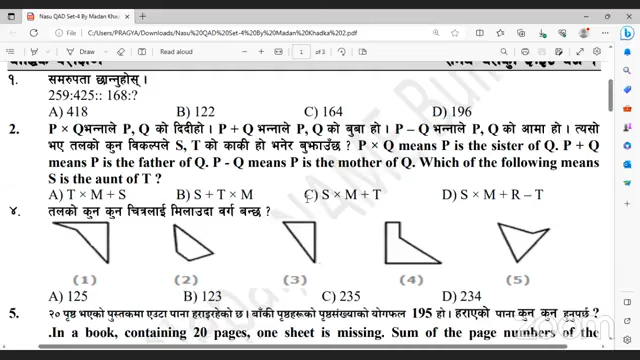 Nasu QAD Set-4 By Madan Khad
File | C:/Users/PRAGYA/Downloads/Nasu%20QAD%20Set-4%20By%20Madan%20Khadka%202.pdf
Draw
Read aloud
1 of 3
१. समरुपता छान्नुहोस्।
259:425:: 168:?
A) 418 B) 122 C) 164 D) 196
2. P × Qभन्नाले P, Q को दिदीहो। P + Q भन्नाले P, Q को बुबा हो। P – Q भन्नाले P, Q को आमा हो। त्यसो
भए तलको कुन विकल्पले S, T को काकी हो भनेर बुझाउँछ ? P × Q means P is the sister of Q. P + Q
means P is the father of Q. P - Q means P is the mother of Q. Which of the following means
S is the aunt of T ?
A) T × M + S B) S + T × M C) S × M + T D) S × M + R – T
४. तलको कुन कुन चित्रलाई मिलाउदा वर्ग बन्छ ?
(1) (2) (3) (4) (5)
A) 125 B) 123 C) 235 D) 234
5. २० पृष्ठ भएको पुस्तकमा एउटा पाना हराइरहेको छ। बाँकी पृष्ठहरूको पृष्ठसंख्याको योगफल 195 हो। हराएको पाना कुन कुन हुनपर्छ ?
In a book, containing 20 pages, one sheet is missing. Sum of the page numbers of the
LIVE